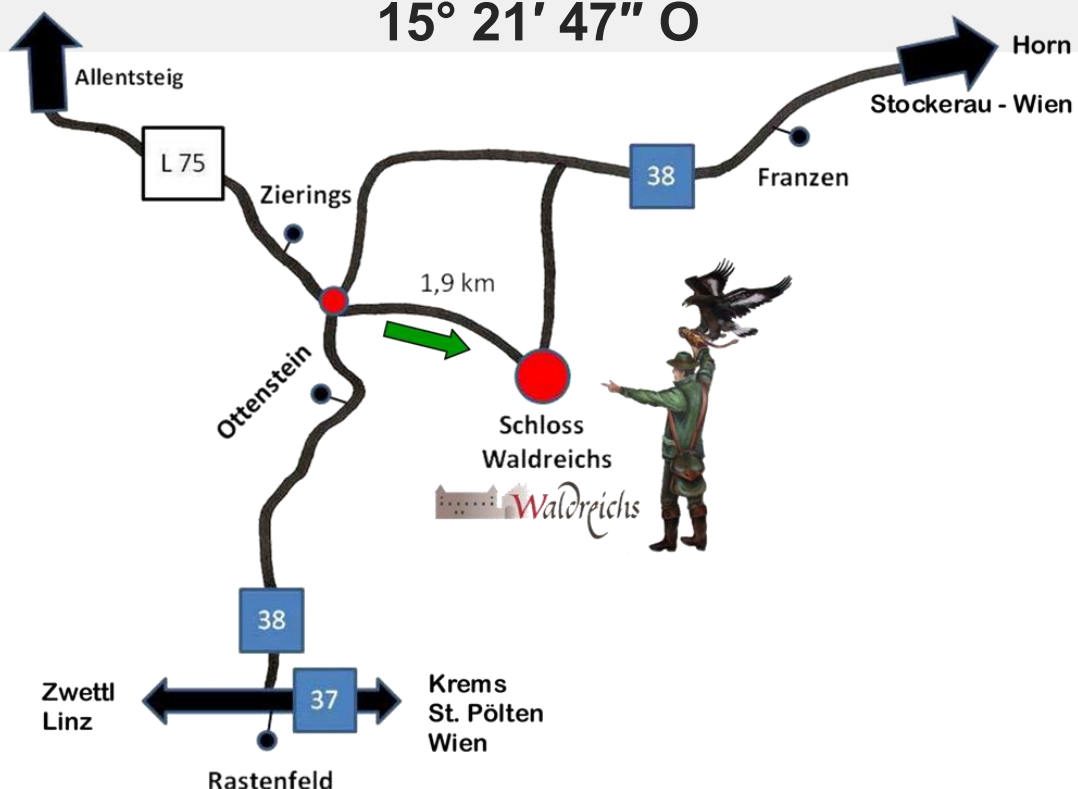 15° 21′ 47″ O
Horn
Allentsteig
Stockerau - Wien
L 75
38
Franzen
Zierings
1,9 km
Ottenstein
Schloss
Waldreichs
Waldreichs
38
Zwettl
Linz
37
Krems
St. Pölten
Wien
Rastenfeld